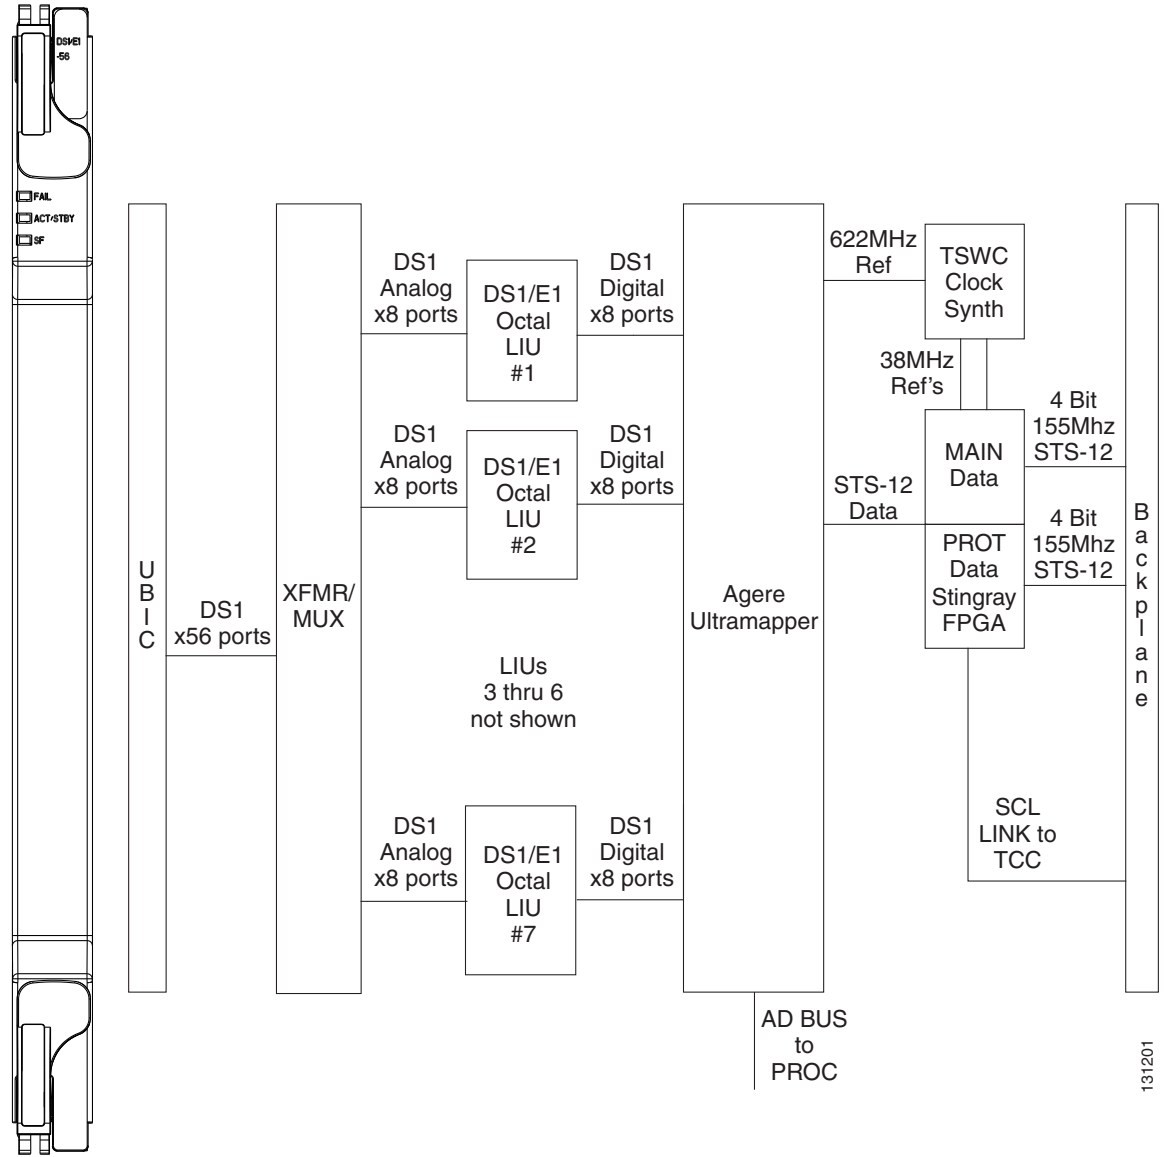 DS1/E1
-56
FAIL
ACT/STBY
SF
UBIC
DS1
x56 ports
XFMR/
MUX
DS1
Analog
x8 ports
DS1/E1
Octal
LIU
#1
DS1
Digital
x8 ports
DS1
Analog
x8 ports
DS1/E1
Octal
LIU
#2
DS1
Digital
x8 ports
LIUs
3 thru 6
not shown
DS1
Analog
x8 ports
DS1/E1
Octal
LIU
#7
DS1
Digital
x8 ports
Agere
Ultramapper
AD BUS
to
PROC
622MHz
Ref
TSWC
Clock
Synth
38MHz
Ref's
STS-12
Data
MAIN
Data
PROT
Data
Stingray
FPGA
4 Bit
155Mhz
STS-12
4 Bit
155Mhz
STS-12
SCL
LINK to
TCC
Backplane
131201